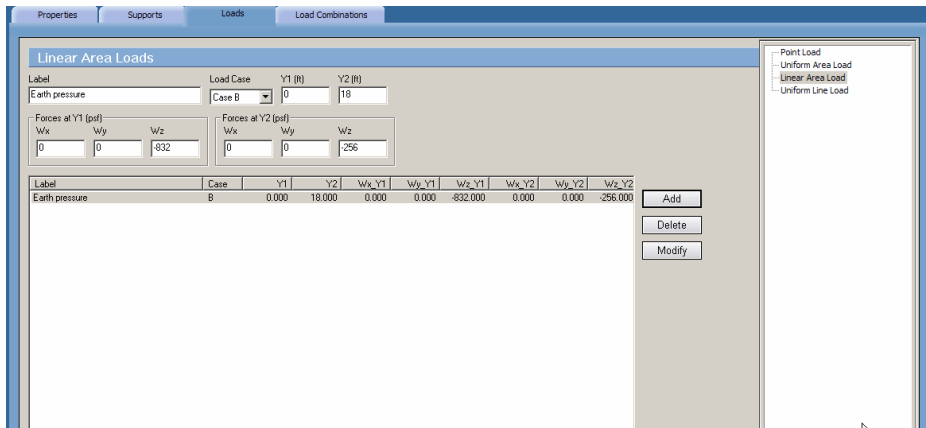 Properties Supports Loads Load Combinations
Linear Area Loads
Label Load Case Y1 (ft) Y2 (ft)
Earth pressure Case B 0 18
Forces at Y1 (psf) Forces at Y2 (psf)
Wx Wy Wz Wx Wy Wz
0 0 -832 0 0 -256
Label Case Y1 Y2 Wx_Y1 Wy_Y1 Wz_Y1 Wx_Y2 Wy_Y2 Wz_Y2
Earth pressure B 0.000 18.000 0.000 0.000 -832.000 0.000 0.000 -256.000
Add
Delete
Modify
Point Load
Uniform Area Load
Linear Area Load
Uniform Line Load